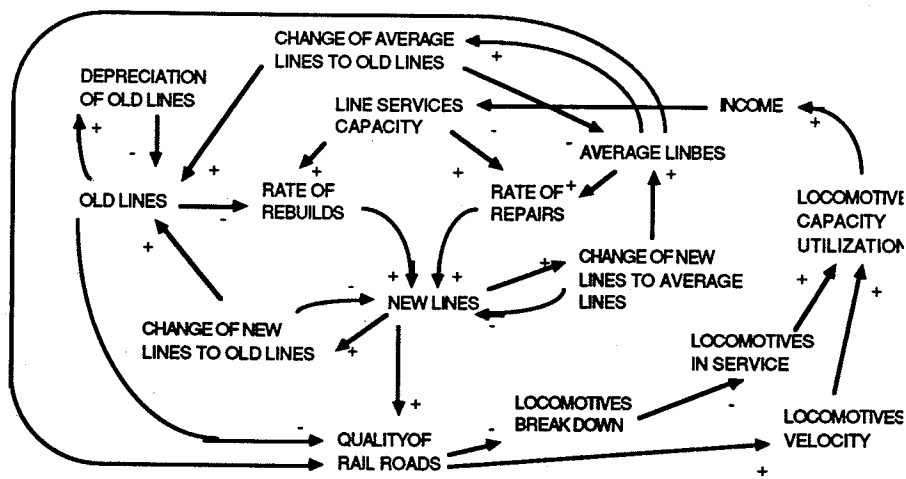 CHANGE OF AVERAGE
LINES TO OLD LINES
+
DEPRECIATION
OF OLD LINES
+
-
LINE SERVICES
CAPACITY
-
INCOME
+
-
AVERAGE LINBES
+
OLD LINES
+
-
RATE OF
REBUILDS
+
+
RATE OF
REPAIRS
+
LOCOMOTIVE
CAPACITY
UTILIZATION
+
+
+
CHANGE OF NEW
LINES TO AVERAGE
LINES
+
-
NEW LINES
+
+
-
CHANGE OF NEW
LINES TO OLD LINES
+
LOCOMOTIVES
IN SERVICE
-
LOCOMOTIVES
BREAK DOWN
-
LOCOMOTIVES
VELOCITY
+
+
-
QUALITY OF
RAIL ROADS